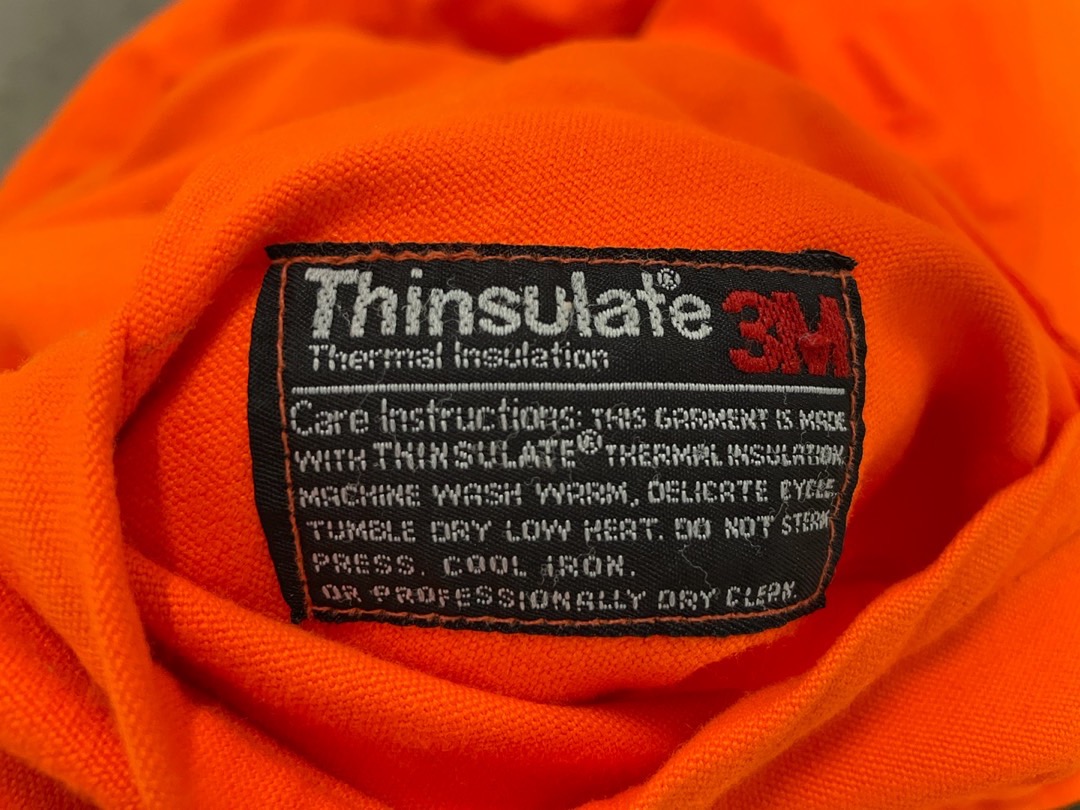 Thinsulate® 3M
Thermal Insulation
Care Instructions: THIS GARMENT IS MADE
WITH THINSULATE® THERMAL INSULATION.
MACHINE WASH WARM, DELICATE CYCLE.
TUMBLE DRY LOW HEAT. DO NOT STEAM
PRESS. COOL IRON.
OR PROFESSIONALLY DRY CLEAN.